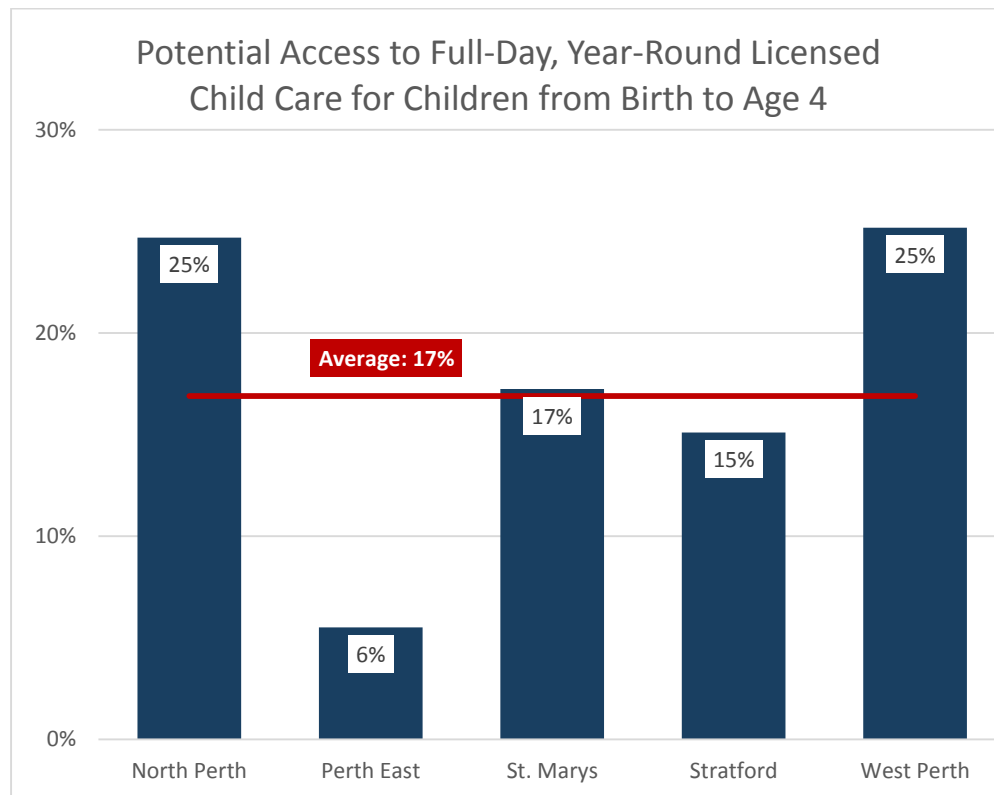 Potential Access to Full-Day, Year-Round Licensed
Child Care for Children from Birth to Age 4
30%
25%
25%
20%
Average: 17%
17%
15%
10%
6%
0%
North Perth
Perth East
St. Marys
Stratford
West Perth